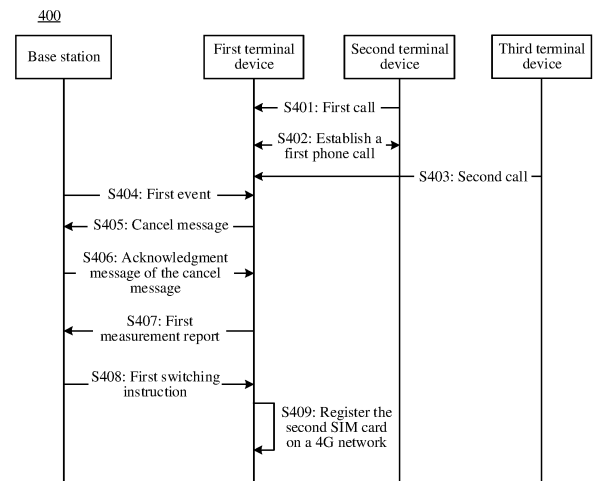 400
Base station
First terminal
device
Second terminal
device
Third terminal
device
S401: First call
S402: Establish a
first phone call
S403: Second call
S404: First event
S405: Cancel message
S406: Acknowledgment
message of the cancel
message
S407: First
measurement report
S408: First switching
instruction
S409: Register the
second SIM card
on a 4G network